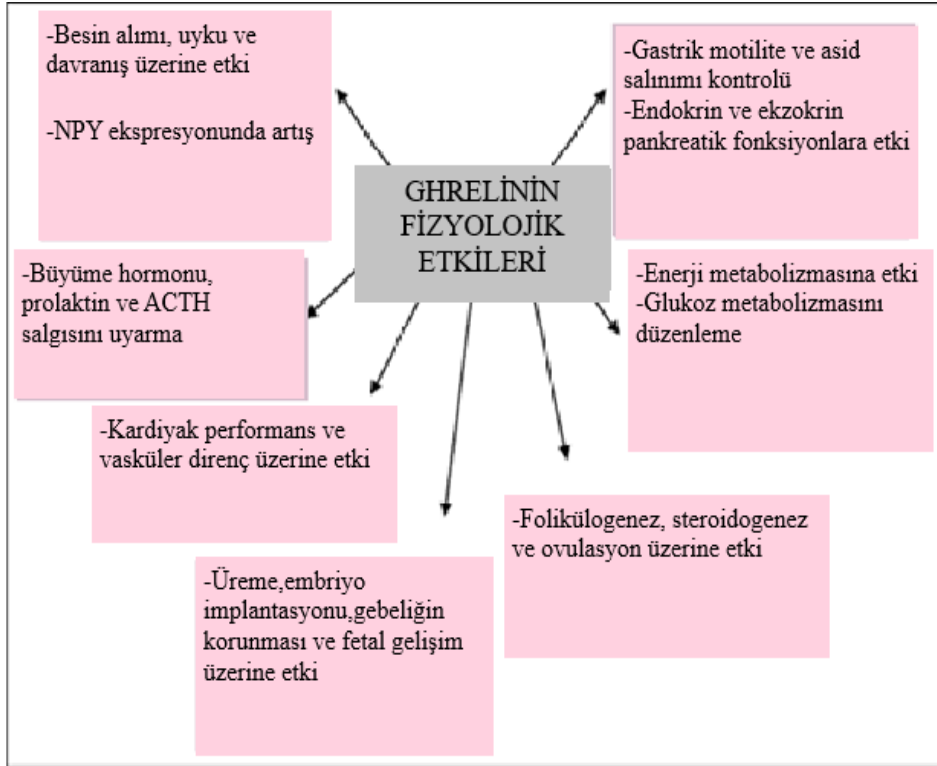 -Besin alımı, uyku ve
davranış üzerine etki
-NPY ekspresyonunda artış
-Gastrik motilite ve asid
salınımı kontrolü
-Endokrin ve ekzokrin
pankreatik fonksiyonlara etki
GHRELİNİN
FİZYOLOJİK
ETKİLERİ
-Büyüme hormonu,
prolaktin ve ACTH
salgısını uyarma
-Enerji metabolizmasına etki
-Glukoz metabolizmasını
düzenleme
-Kardiyak performans ve
vasküler direnç üzerine etki
-Folikülogenez, steroidogenez
ve ovulasyon üzerine etki
-Üreme,embriyo
implantasyonu,gebeliğin
korunması ve fetal gelişim
üzerine etki